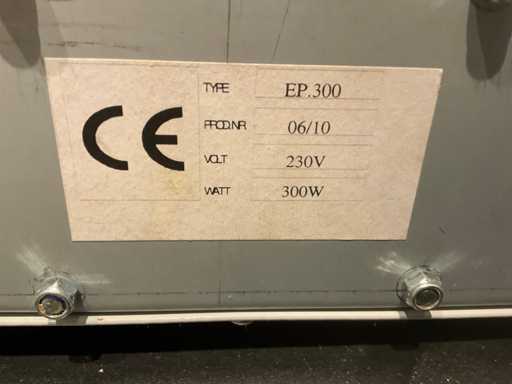 CE
TYPE EP.300
PROD.NR 06/10
VOLT 230V
WATT 300W